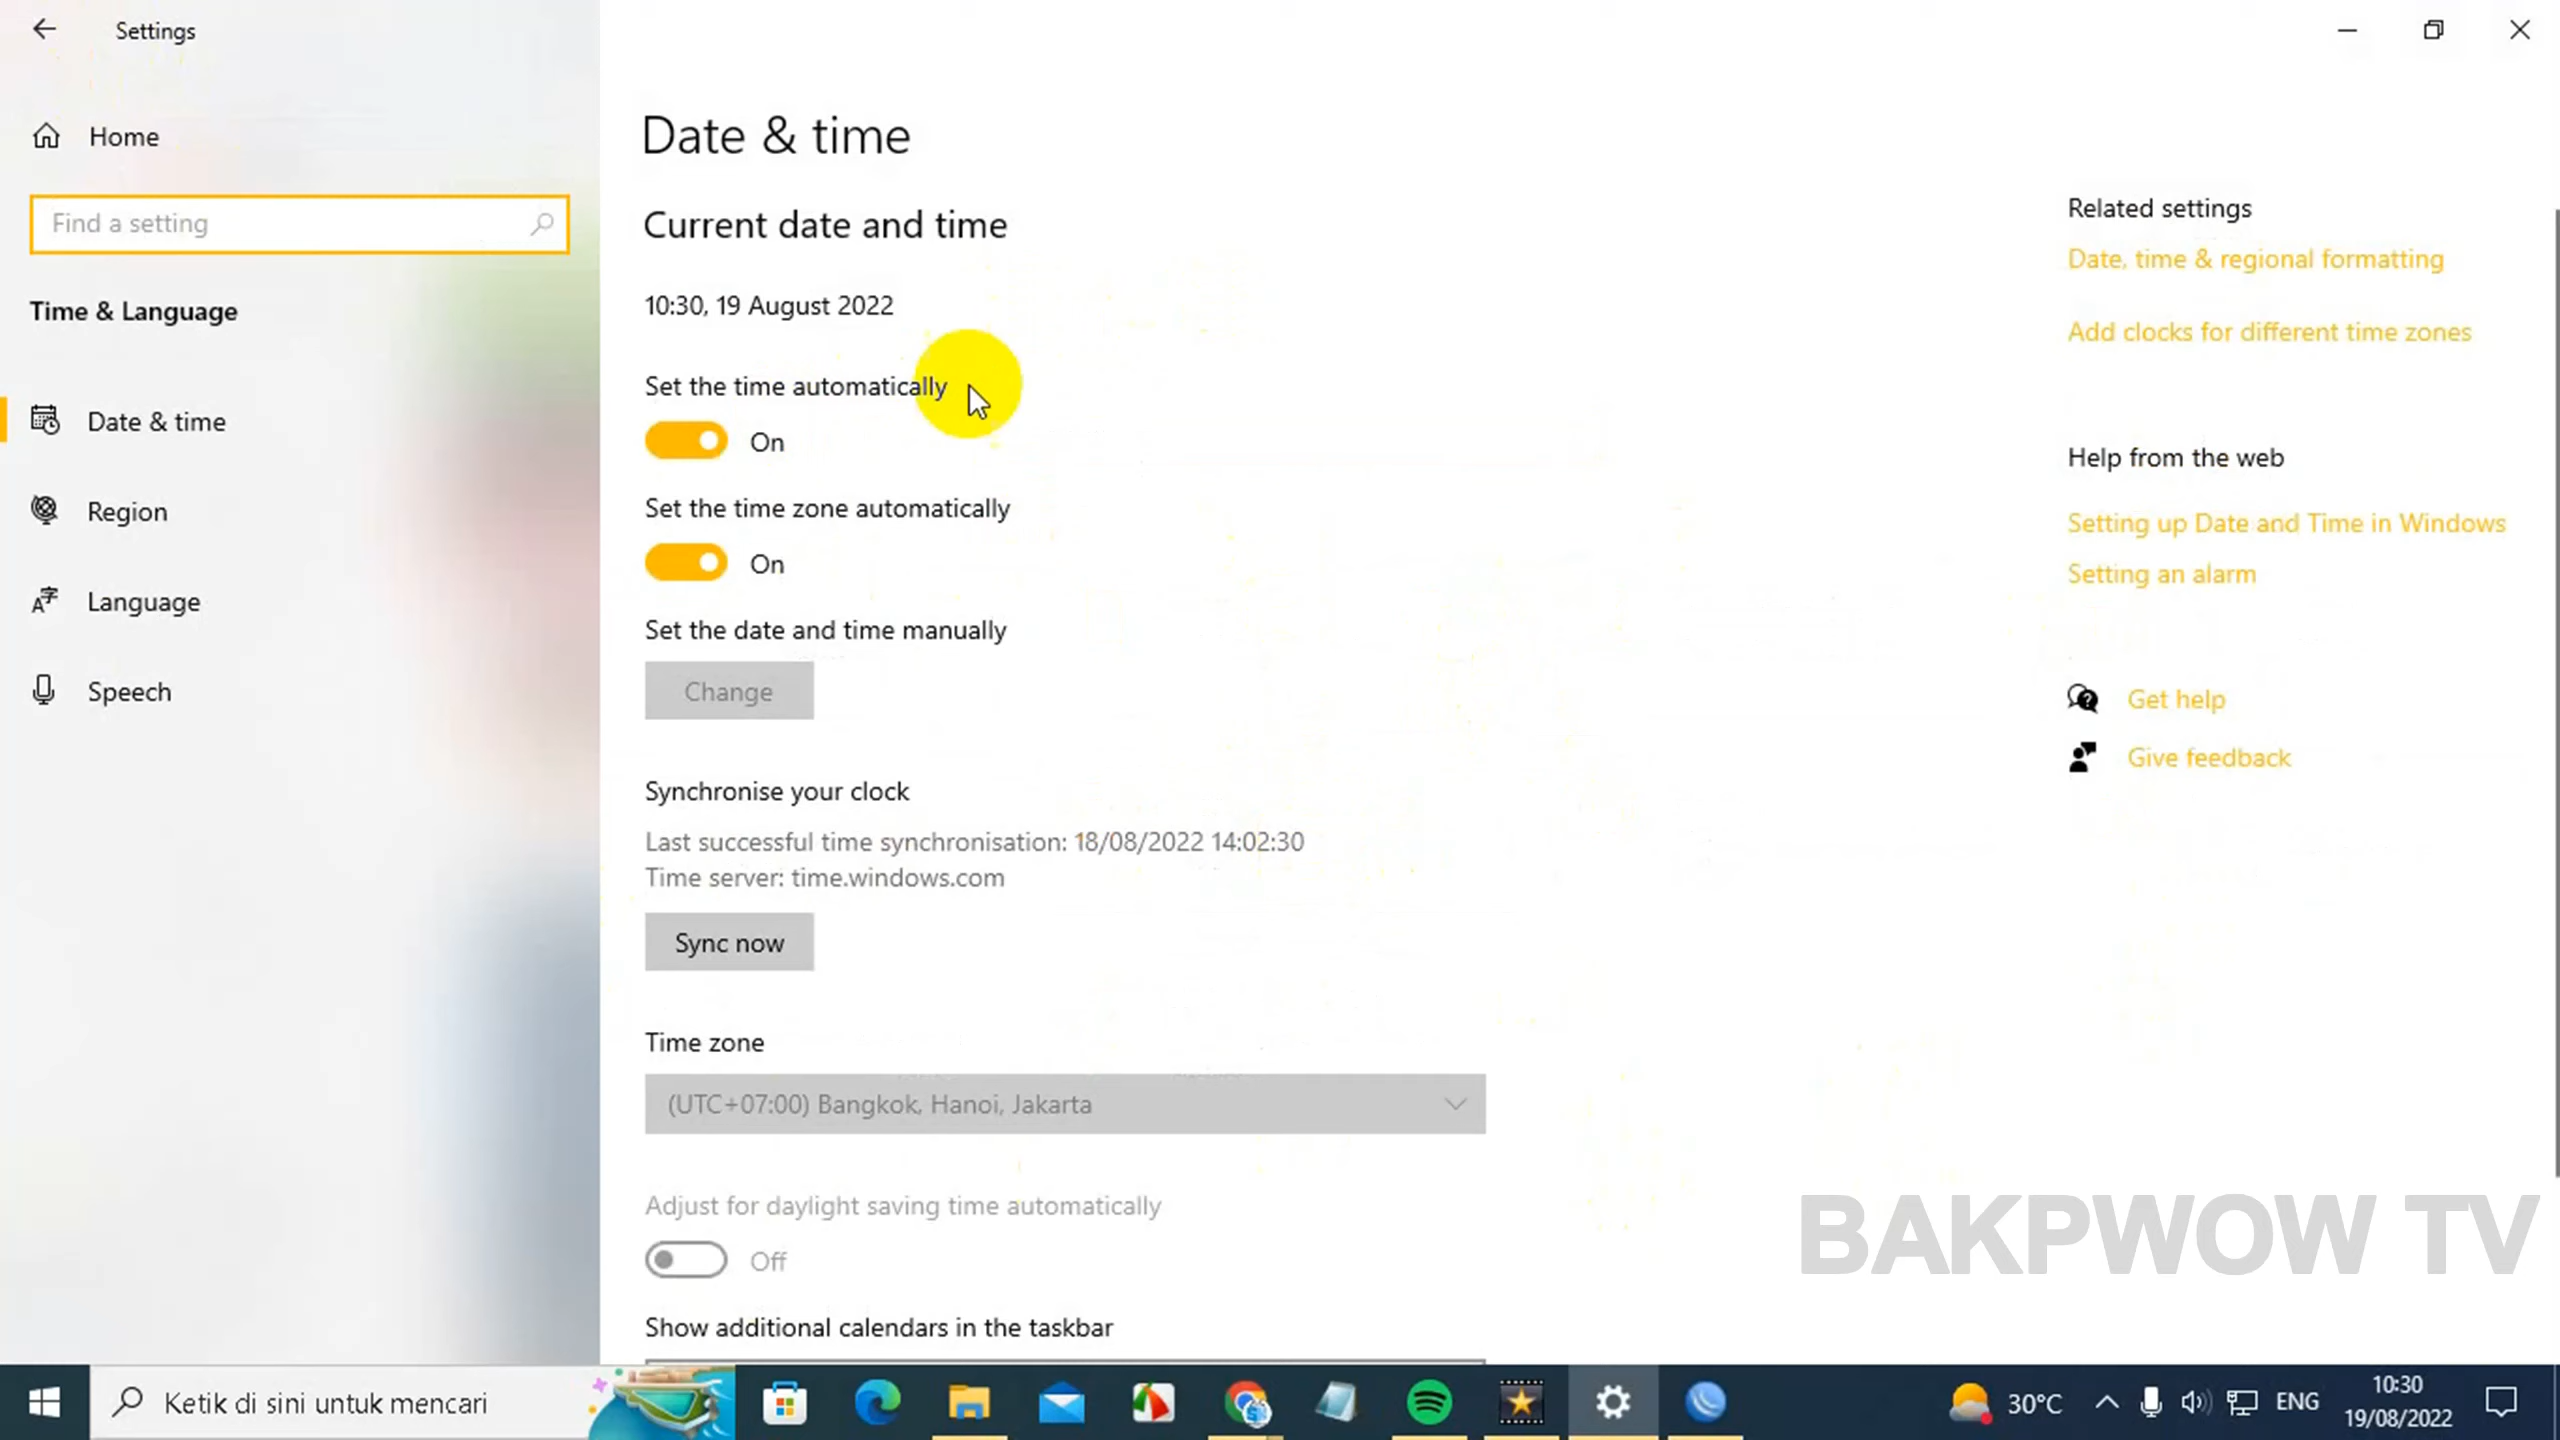 Settings
Home
Find a setting
Time & Language
Date & time
Region
Language
Speech
Date & time
Current date and time
10:30, 19 August 2022
Set the time automatically
On
Set the time zone automatically
On
Set the date and time manually
Change
Synchronise your clock
Last successful time synchronisation: 18/08/2022 14:02:30
Time server: time.windows.com
Sync now
Time zone
(UTC+07:00) Bangkok, Hanoi, Jakarta
Adjust for daylight saving time automatically
Off
Show additional calendars in the taskbar
Related settings
Date, time & regional formatting
Add clocks for different time zones
Help from the web
Setting up Date and Time in Windows
Setting an alarm
Get help
Give feedback
BAKPWOW TV
Ketik di sini untuk mencari
30°C
ENG
10:30
19/08/2022